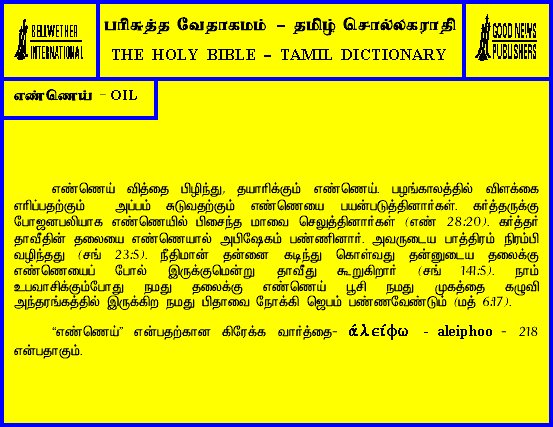 BELLWETHER
INTERNATIONAL
பரிசுத்த வேதாகமம் - தமிழ் சொல்லகராதி
THE HOLY BIBLE - TAMIL DICTIONARY
GOOD NEWS
PUBLISHERS
எண்ணெய் - OIL
எண்ணெய் வித்தை பிழிந்து, தயாரிக்கும் எண்ணெய். பழங்காலத்தில் விளக்கை
எரிப்பதற்கும் அப்பம் சுடுவதற்கும் எண்ணெயை பயன்படுத்தினார்கள். கர்த்தருக்கு
போஜனபலியாக எண்ணெயில் பிசைந்த மாவை செலுத்தினார்கள் (எண் 28:20). கர்த்தர்
தாவீதின் தலையை எண்ணெயால் அபிஷேகம் பண்ணினார். அவருடைய பாத்திரம் நிரம்பி
வழிந்தது (சங் 23:5). நீதிமான் தன்னை கடிந்து கொள்வது தன்னுடைய தலைக்கு
எண்ணெயைப் போல் இருக்குமென்று தாவீது கூறுகிறார் (சங் 141:5). நாம்
உபவாசிக்கும்போது நமது தலைக்கு எண்ணெய் பூசி நமது முகத்தை கழுவி
அந்தரங்கத்தில் இருக்கிற நமது பிதாவை நோக்கி ஜெபம் பண்ணவேண்டும் (மத் 6:17).
“எண்ணெய்” என்பதற்கான கிரேக்க வார்த்தை- ἀλείφω - aleiphoo - 218
என்பதாகும்.